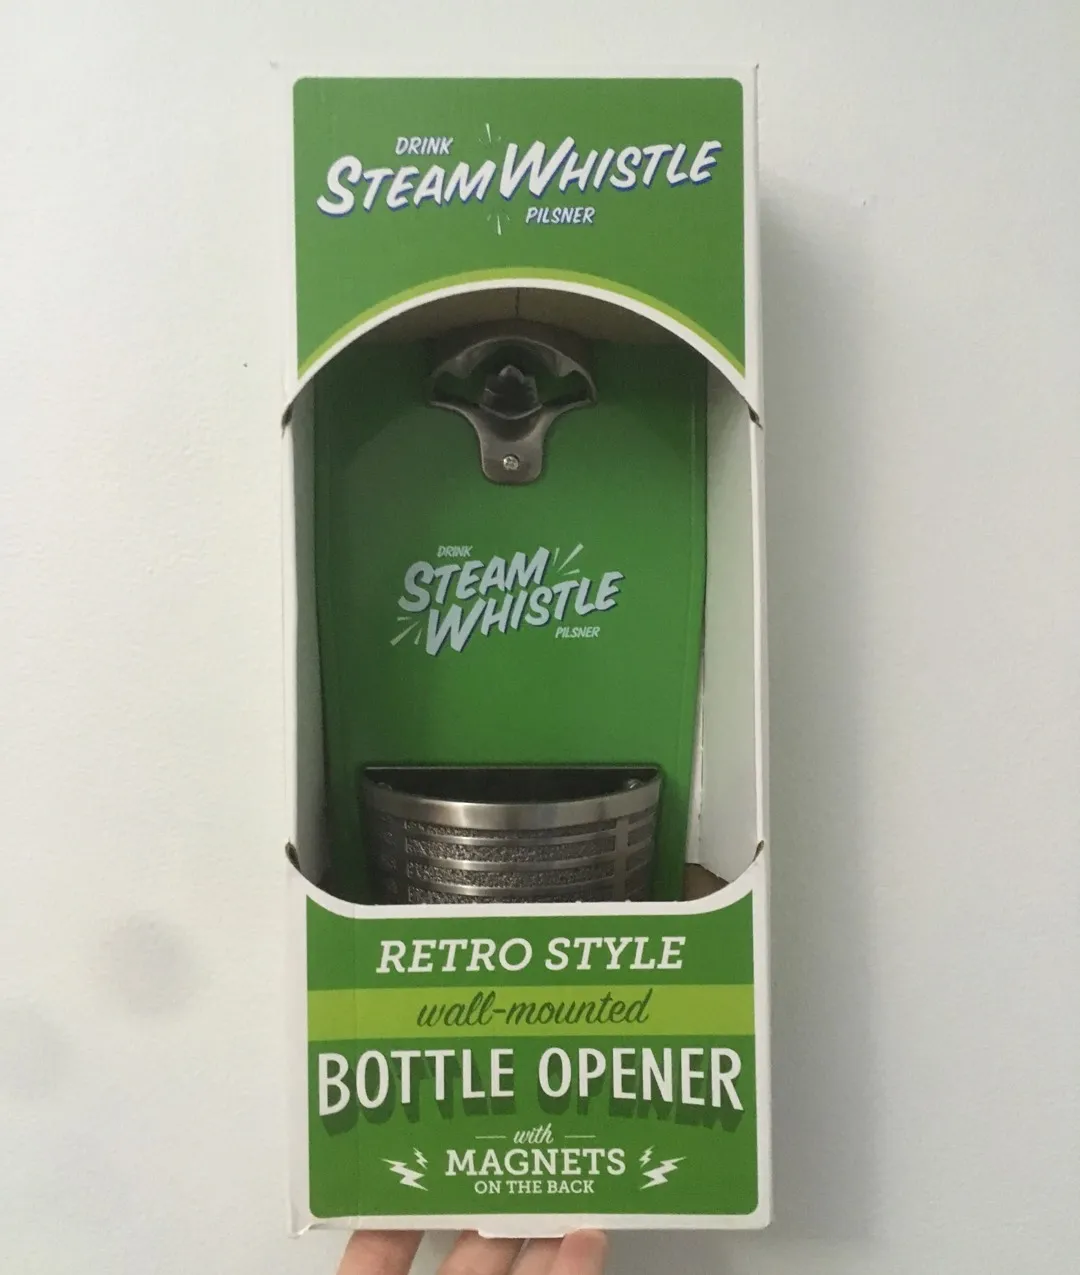 DRINK
STEAM WHISTLE
PILSNER
DRINK
STEAM
WHISTLE
PILSNER
RETRO STYLE
wall-mounted
BOTTLE OPENER
with
MAGNETS
ON THE BACK